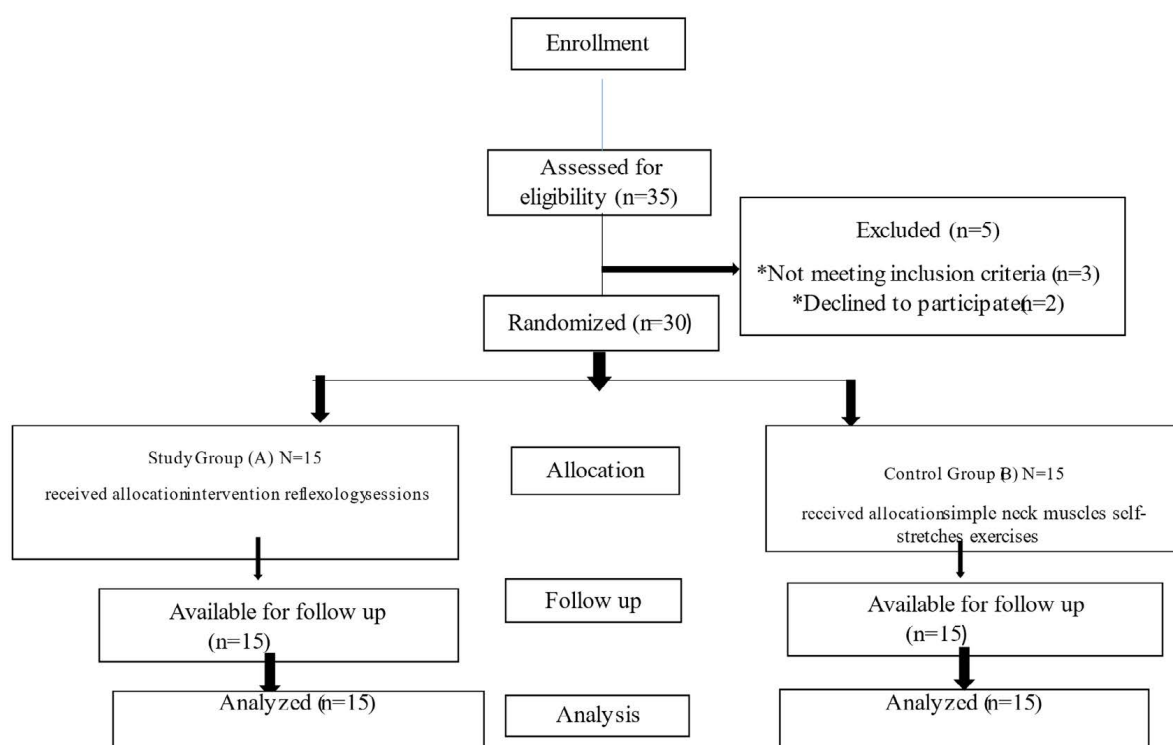 Enrollment
Assessed for
eligibility (n=35)
Excluded (n=5)
*Not meeting inclusion criteria (n=3)
*Declined to participate(n=2)
Randomized (n=30)
Study Group (A) N=15
received allocation intervention reflexology sessions
Allocation
Control Group (B) N=15
received allocation simple neck muscles self-
stretches exercises
Available for follow up
(n=15)
Follow up
Available for follow up
(n=15)
Analyzed (n=15)
Analysis
Analyzed (n=15)